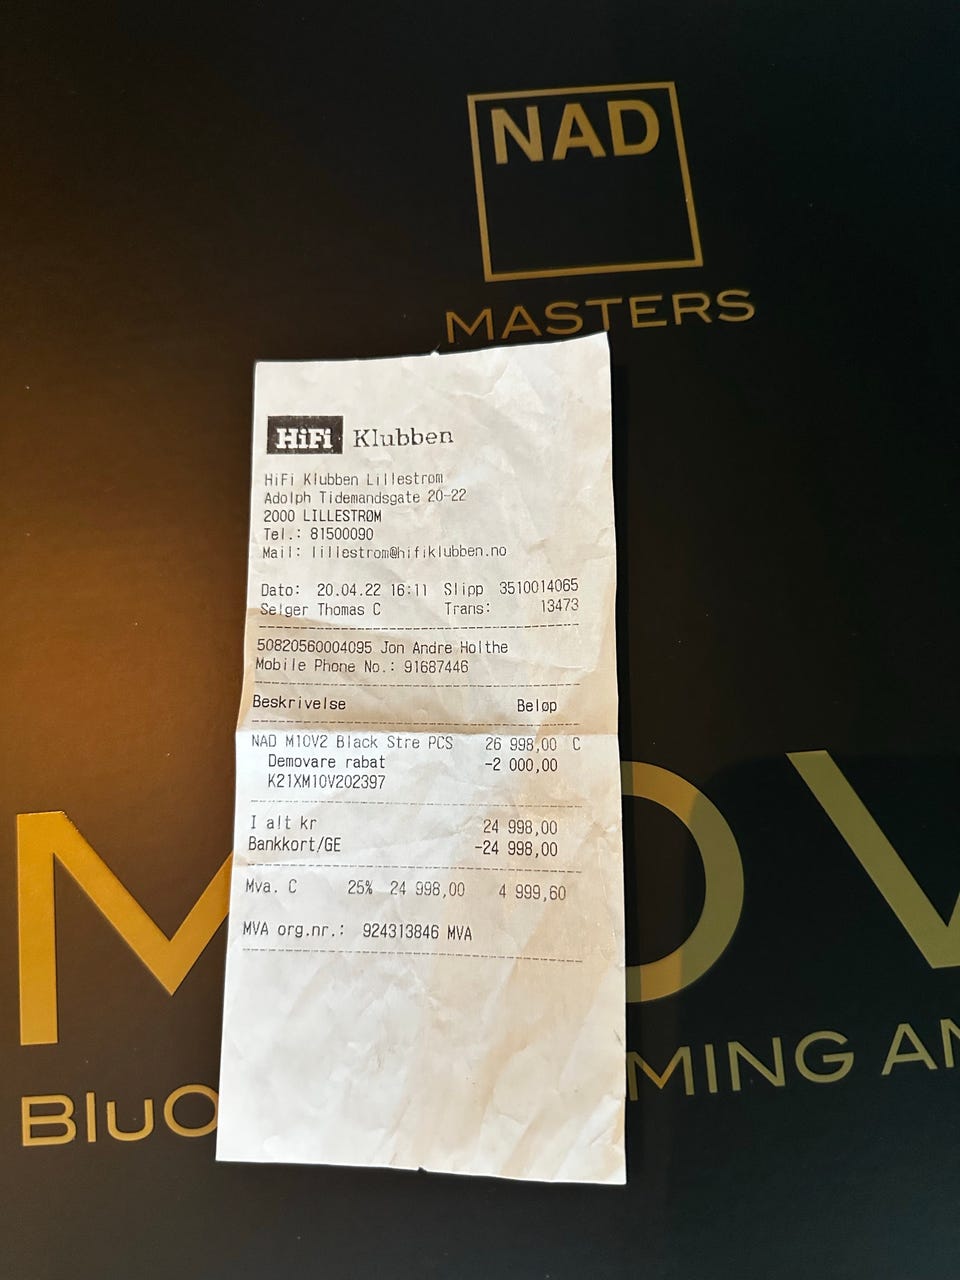 NAD
MASTERS
HiFi Klubben
HiFi Klubben Lillestrøm
Adolph Tidemandsgate 20-22
2000 LILLESTRØM
Tel.: 81500090
Mail: lillestrom@hifiklubben.no
Dato: 20.04.22 16:11 Slipp 3510014065
Selger Thomas C Trans: 13473
50820560004095 Jon Andre Holthe
Mobile Phone No.: 91687446
Beskrivelse Beløp
NAD M10V2 Black Stre PCS 26 998,00 C
Demovare rabat -2 000,00
K21XM10V202397
I alt kr 24 998,00
Bankkort/GE -24 998,00
Mva. C 25% 24 998,00 4 999,60
MVA org.nr.: 924313846 MVA
M 0V
BluO MING AN